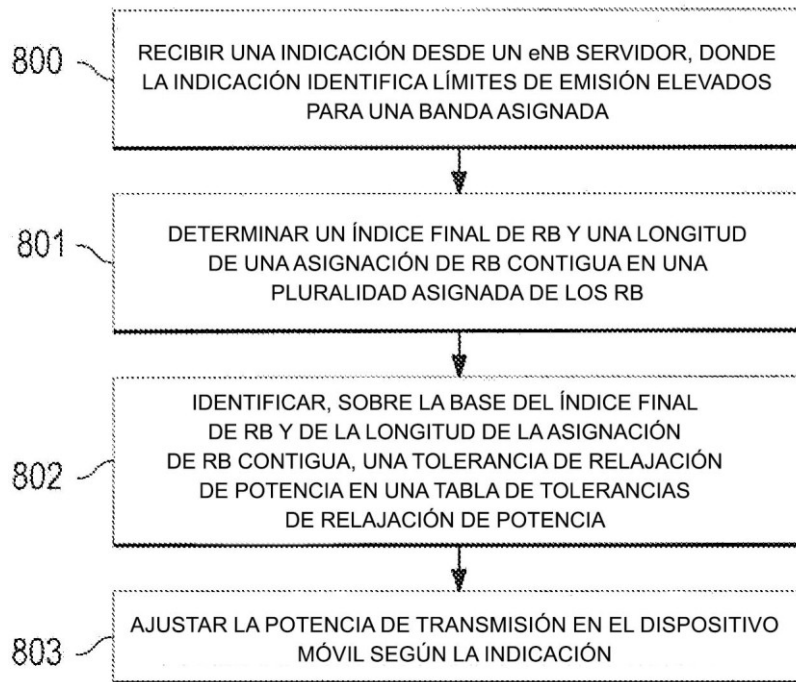 800
RECIBIR UNA INDICACIÓN DESDE UN eNB SERVIDOR, DONDE
LA INDICACIÓN IDENTIFICA LÍMITES DE EMISIÓN ELEVADOS
PARA UNA BANDA ASIGNADA
801
DETERMINAR UN ÍNDICE FINAL DE RB Y UNA LONGITUD
DE UNA ASIGNACIÓN DE RB CONTIGUA EN UNA
PLURALIDAD ASIGNADA DE LOS RB
802
IDENTIFICAR, SOBRE LA BASE DEL ÍNDICE FINAL
DE RB Y DE LA LONGITUD DE LA ASIGNACIÓN
DE RB CONTIGUA, UNA TOLERANCIA DE RELAJACIÓN
DE POTENCIA EN UNA TABLA DE TOLERANCIAS
DE RELAJACIÓN DE POTENCIA
803
AJUSTAR LA POTENCIA DE TRANSMISIÓN EN EL DISPOSITIVO
MÓVIL SEGÚN LA INDICACIÓN